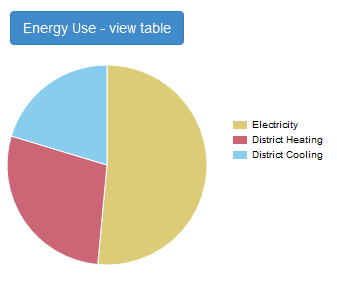 Energy Use - view table
Electricity
District Heating
District Cooling